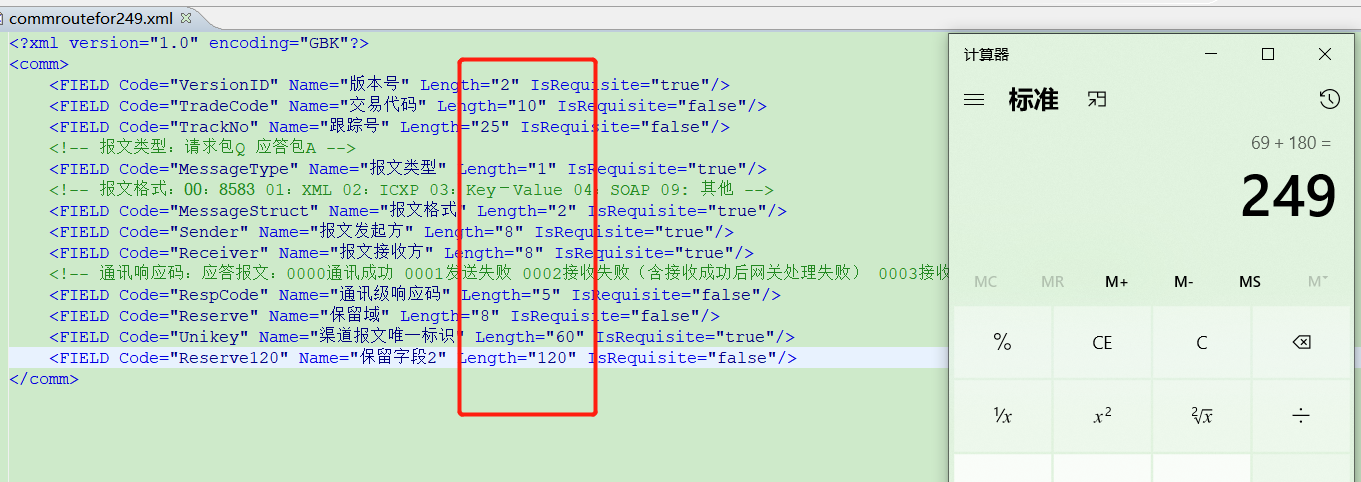 commroutefor249.xml
<?xml version="1.0" encoding="GBK"?>
<comm>
<FIELD Code="VersionID" Name="版本号" Length="2" IsRequisite="true"/>
<FIELD Code="TradeCode" Name="交易代码" Length="10" IsRequisite="false"/>
<FIELD Code="TrackNo" Name="跟踪号" Length="25" IsRequisite="false"/>
<!-- 报文类型：请求包Q 应答包A -->
<FIELD Code="MessageType" Name="报文类型" Length="1" IsRequisite="true"/>
<!-- 报文格式：00：8583 01：XML 02：ICXP 03：Key－Value 04：SOAP 09: 其他 -->
<FIELD Code="MessageStruct" Name="报文格式" Length="2" IsRequisite="true"/>
<FIELD Code="Sender" Name="报文发起方" Length="8" IsRequisite="true"/>
<FIELD Code="Receiver" Name="报文接收方" Length="8" IsRequisite="true"/>
<!-- 通讯响应码：应答报文：0000通讯成功 0001发送失败 0002接收失败（含接收成功后网关处理失败） 0003接收
<FIELD Code="RespCode" Name="通讯级响应码" Length="5" IsRequisite="false"/>
<FIELD Code="Reserve" Name="保留域" Length="8" IsRequisite="false"/>
<FIELD Code="Unikey" Name="渠道报文唯一标识" Length="60" IsRequisite="true"/>
<FIELD Code="Reserve120" Name="保留字段2" Length="120" IsRequisite="false"/>
</comm>
计算器
标准
69 + 180 =
249
MC MR M+ M- MS M˅
% CE C
¹/x x² ²√x ÷